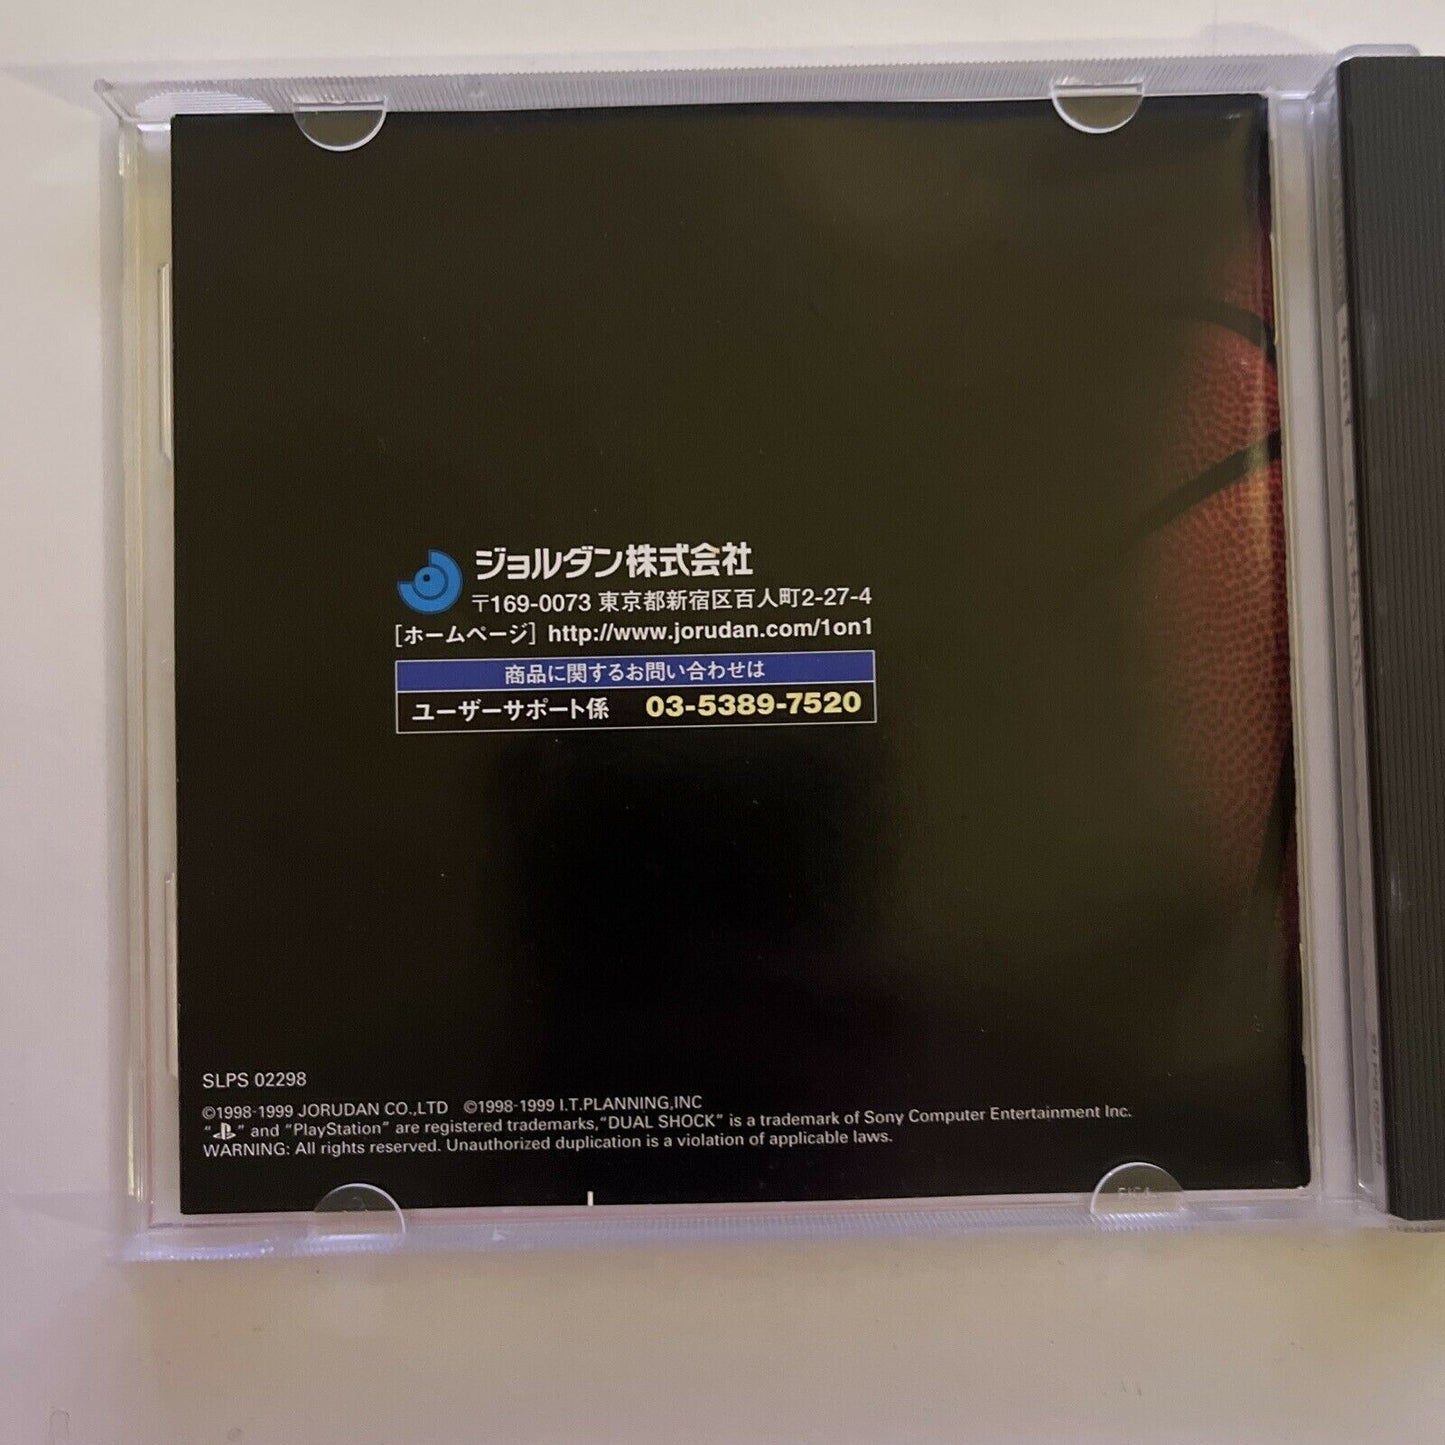 ジョルダン株式会社
〒169-0073 東京都新宿区百人町2-27-4
[ホームページ] http://www.jorudan.com/1on1
商品に関するお問い合わせは
ユーザーサポート係 03-5389-7520
SLPS 02298
©1998-1999 JORUDAN CO.,LTD ©1998-1999 I.T.PLANNING,INC
“ ” and “PlayStation” are registered trademarks,“DUAL SHOCK” is a trademark of Sony Computer Entertainment Inc.
WARNING: All rights reserved. Unauthorized duplication is a violation of applicable laws.